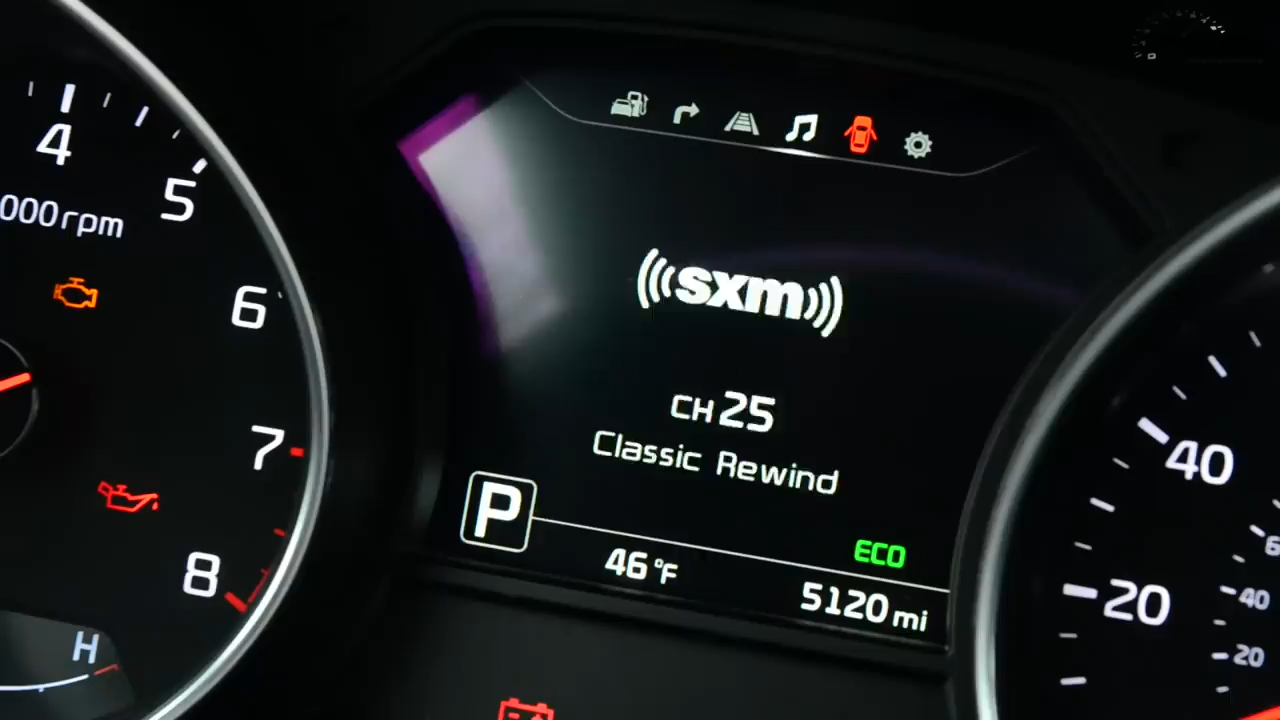 4
5
000rpm
6
7
8
H
sxm
CH 25
Classic Rewind
P
46°F
ECO
5120 mi
40
20
6
40
20